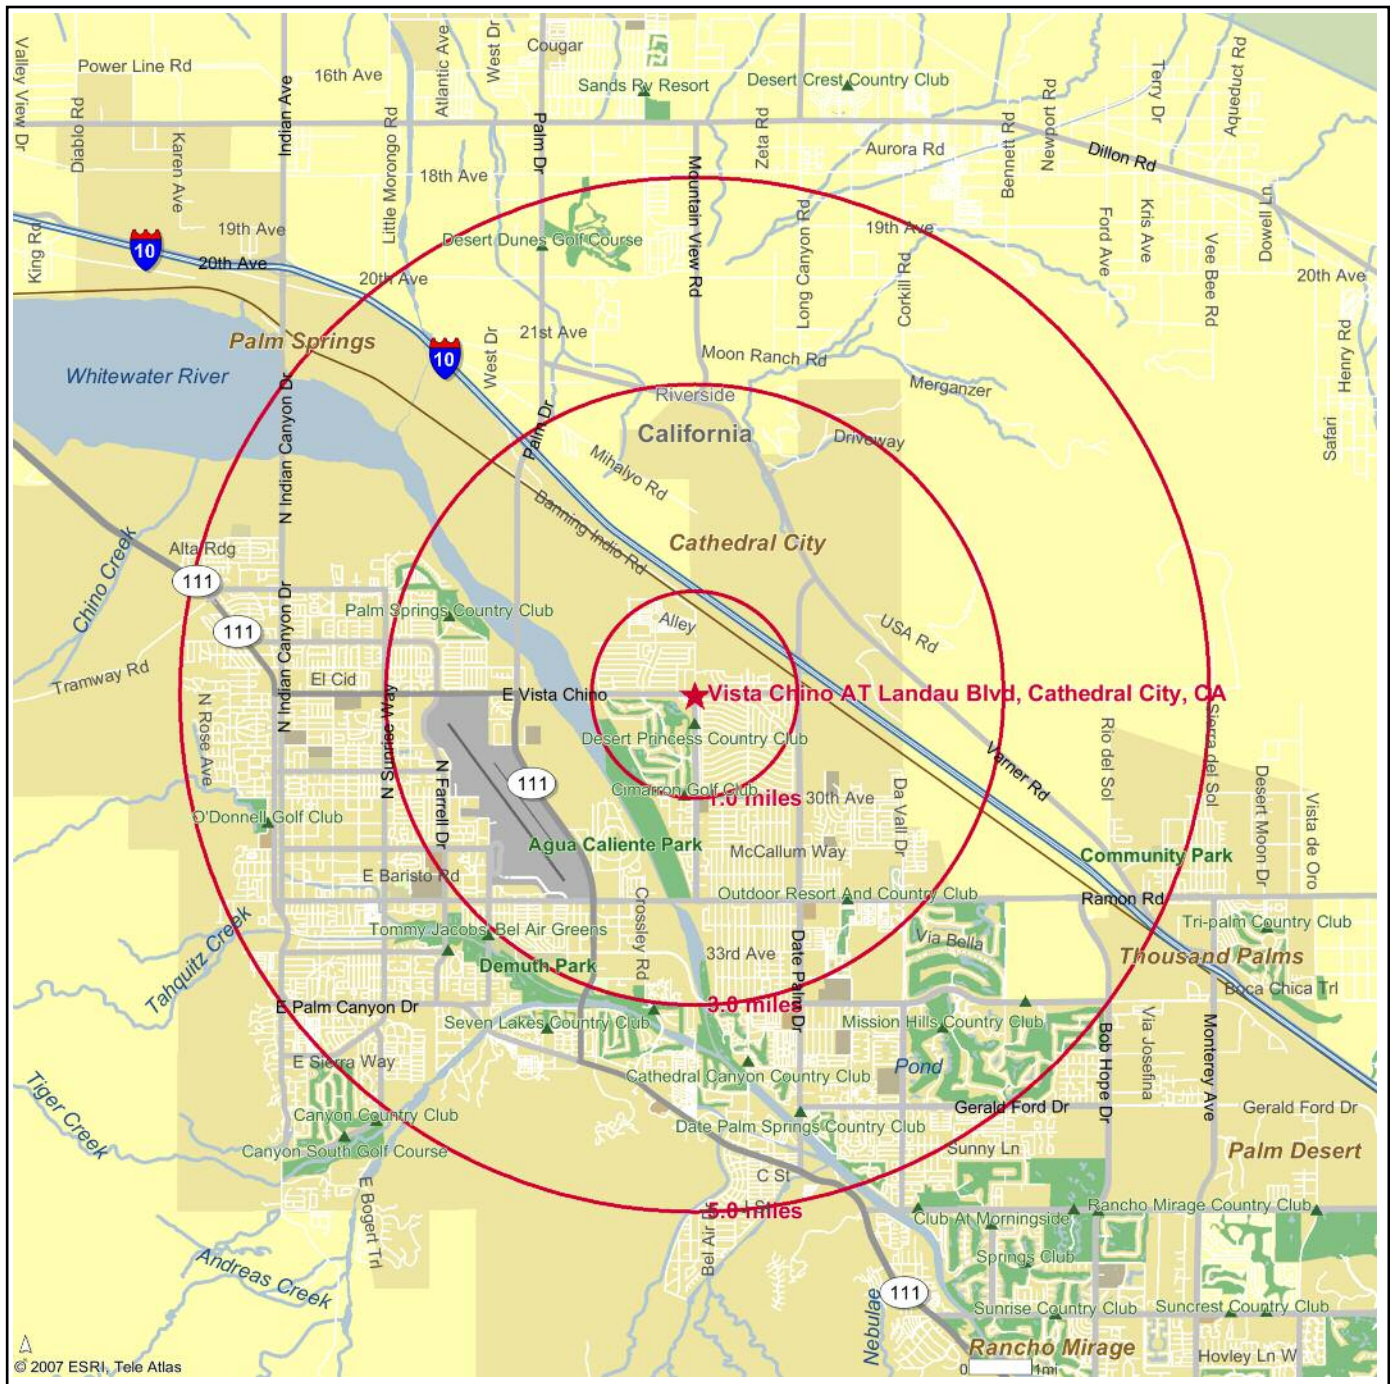 Valley View Dr
Power Line Rd
Diablo Rd
Karen Ave
Indian Ave
16th Ave
Little Morongo Rd
Atlantic Ave
West Dr
Cougar
Palm Dr
Sands Rv Resort
Desert Crest Country Club
Zeta Rd
Mountain View Rd
Aurora Rd
Bennett Rd
Newport Rd
Terry Dr
Aqueduct Rd
Dillon Rd
18th Ave
19th Ave
King Rd
10
20th Ave
20th Ave
Desert Dunes Golf Course
Long Canyon Rd
19th Ave
Corkill Rd
Ford Ave
Kris Ave
Vee Bee Rd
Dowell Ln
20th Ave
Henry Rd
Safari
Palm Springs
Whitewater River
10
West Dr
21st Ave
Moon Ranch Rd
Merganzer
Riverside
California
Driveway
N Indian Canyon Dr
Palm Dr
Mihalyo Rd
Banning Indio Rd
Cathedral City
Chino Creek
Alta Rdg
111
111
N Indian Canyon Dr
Palm Springs Country Club
Alley
USA Rd
Tramway Rd
El Cid
N Rose Ave
N Indian Canyon Dr
N Sunrise Way
E Vista Chino
Vista Chino AT Landau Blvd, Cathedral City, CA
Desert Princess Country Club
N Farrell Dr
111
Cimarron Golf Club
1.0 miles
30th Ave
Da Vall Dr
Varner Rd
Rio del Sol
Sierra del Sol
Desert Moon Dr
Vista de Oro
O'Donnell Golf Club
Agua Caliente Park
McCallum Way
Community Park
E Baristo Rd
Crossley Rd
Outdoor Resort And Country Club
Ramon Rd
Tri-palm Country Club
Tahquitz Creek
Tommy Jacobs' Bel Air Greens
Demuth Park
33rd Ave
Date Palm Dr
Via Bella
Thousand Palms
Boca Chica Trl
E Palm Canyon Dr
3.0 miles
Seven Lakes Country Club
Mission Hills Country Club
Bob Hope Dr
Via Josefina
Monterey Ave
E Sierra Way
Tiger Creek
Cathedral Canyon Country Club
Pond
Canyon Country Club
Gerald Ford Dr
Gerald Ford Dr
Date Palm Springs Country Club
Canyon South Golf Course
Sunny Ln
Palm Desert
E Bogert Trl
C St
5.0 miles
Bel Air Dr
Club At Morningside
Rancho Mirage Country Club
Andreas Creek
Springs Club
111
Nebulae
Sunrise Country Club
Suncrest Country Club
Rancho Mirage
Hovley Ln W
0
1mi
© 2007 ESRI, Tele Atlas